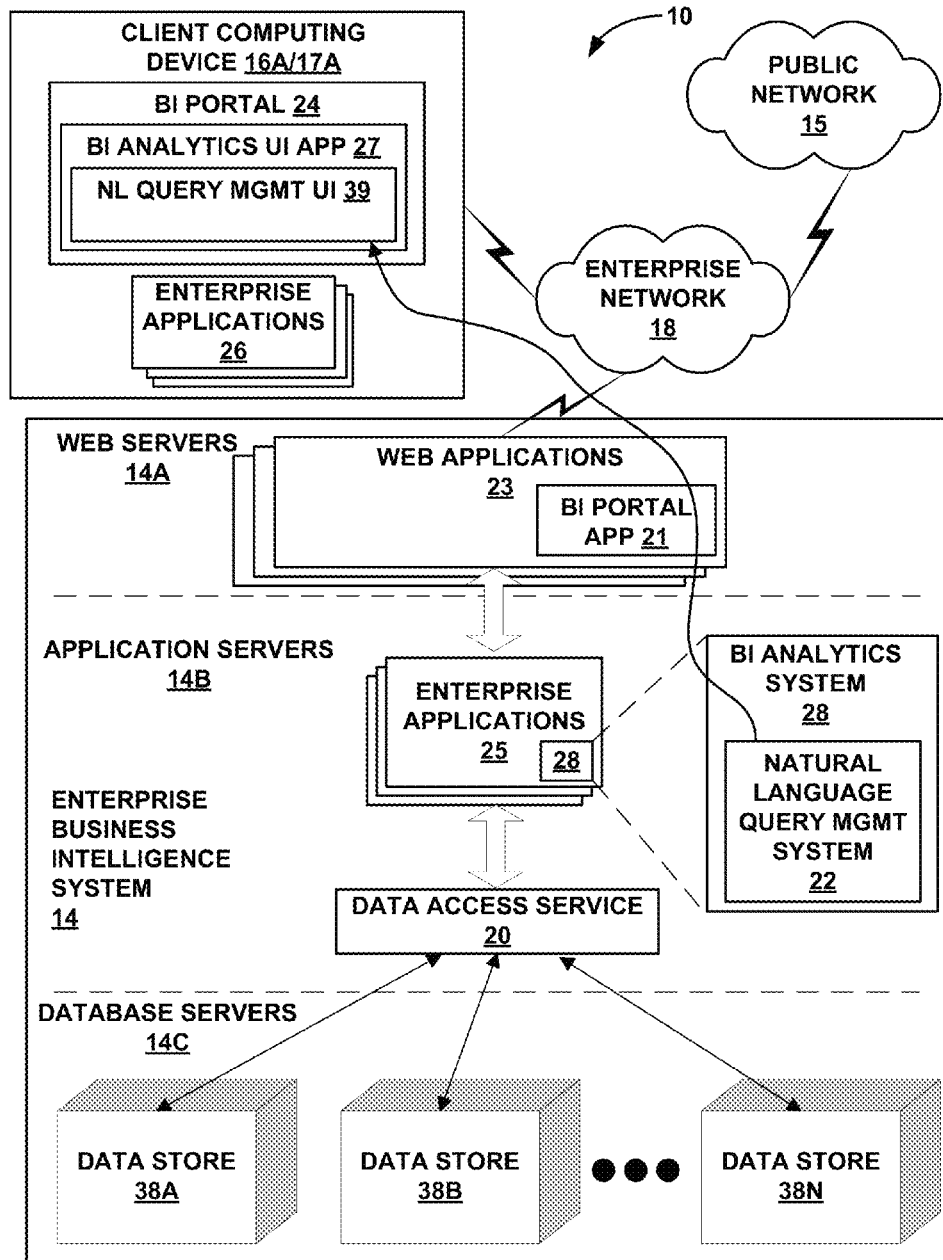 10
CLIENT COMPUTING
DEVICE 16A/17A
BI PORTAL 24
BI ANALYTICS UI APP 27
NL QUERY MGMT UI 39
ENTERPRISE
APPLICATIONS
26
PUBLIC
NETWORK
15
ENTERPRISE
NETWORK
18
WEB SERVERS
14A
WEB APPLICATIONS
23
BI PORTAL
APP 21
APPLICATION SERVERS
14B
ENTERPRISE
APPLICATIONS
25
28
BI ANALYTICS
SYSTEM
28
NATURAL
LANGUAGE
QUERY MGMT
SYSTEM
22
ENTERPRISE
BUSINESS
INTELLIGENCE
SYSTEM
14
DATA ACCESS SERVICE
20
DATABASE SERVERS
14C
DATA STORE
38A
DATA STORE
38B
DATA STORE
38N